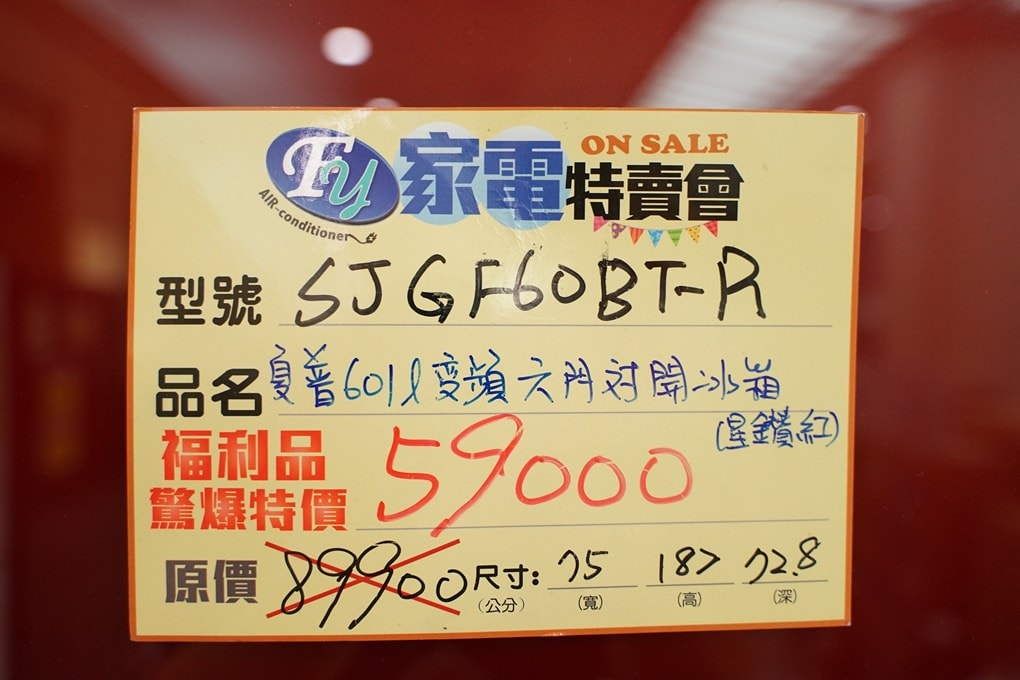 FY 家電 ON SALE
特賣會
AIR-conditioner
型號 SJGF60BT-R
品名 夏普601l變頻六門对開冰箱
(星鑽紅)
福利品
驚爆特價 59000
原價 89900 尺寸: 75 187 72.8
(公分) (寬) (高) (深)